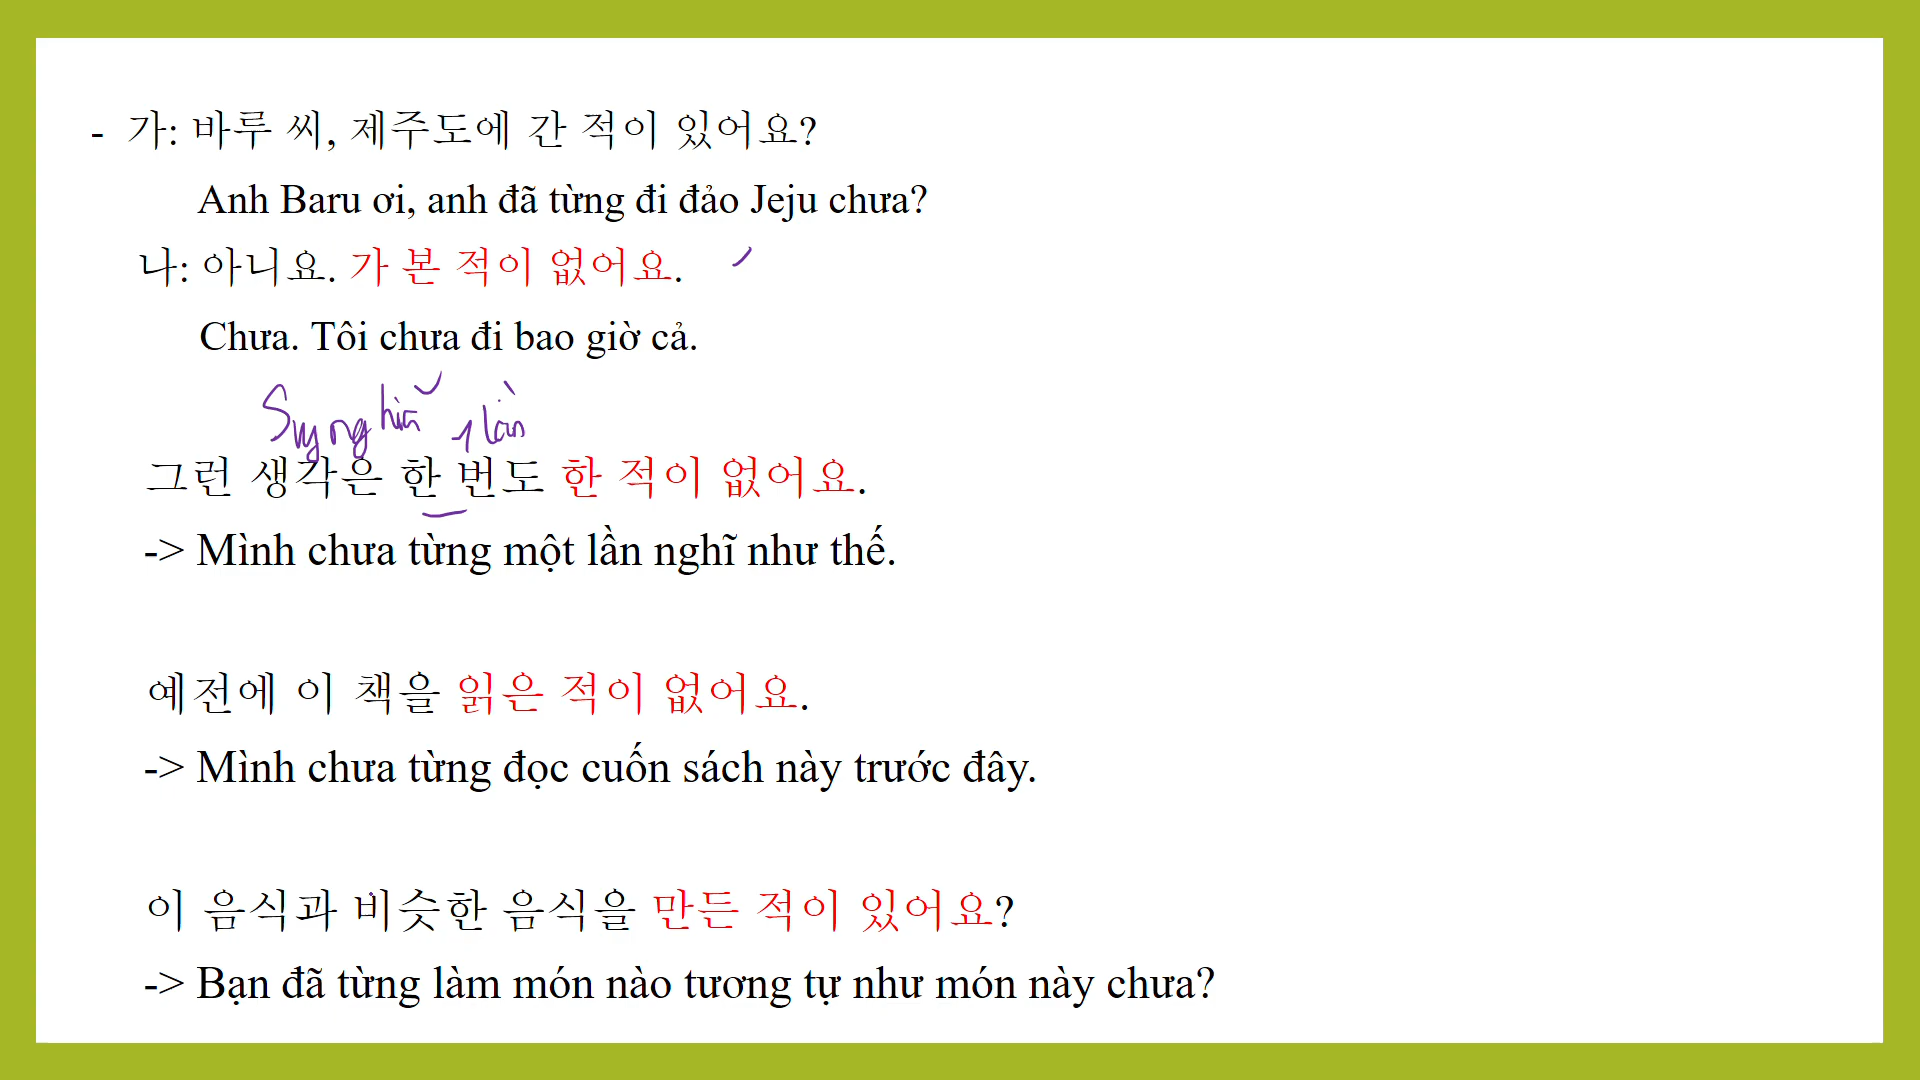 - 가: 바루 씨, 제주도에 간 적이 있어요?
Anh Baru ơi, anh đã từng đi đảo Jeju chưa?
나: 아니요. 가 본 적이 없어요.
Chưa. Tôi chưa đi bao giờ cả.
Suy nghĩ 1 lần
그런 생각은 한 번도 한 적이 없어요.
-> Mình chưa từng một lần nghĩ như thế.
예전에 이 책을 읽은 적이 없어요.
-> Mình chưa từng đọc cuốn sách này trước đây.
이 음식과 비슷한 음식을 만든 적이 있어요?
-> Bạn đã từng làm món nào tương tự như món này chưa?